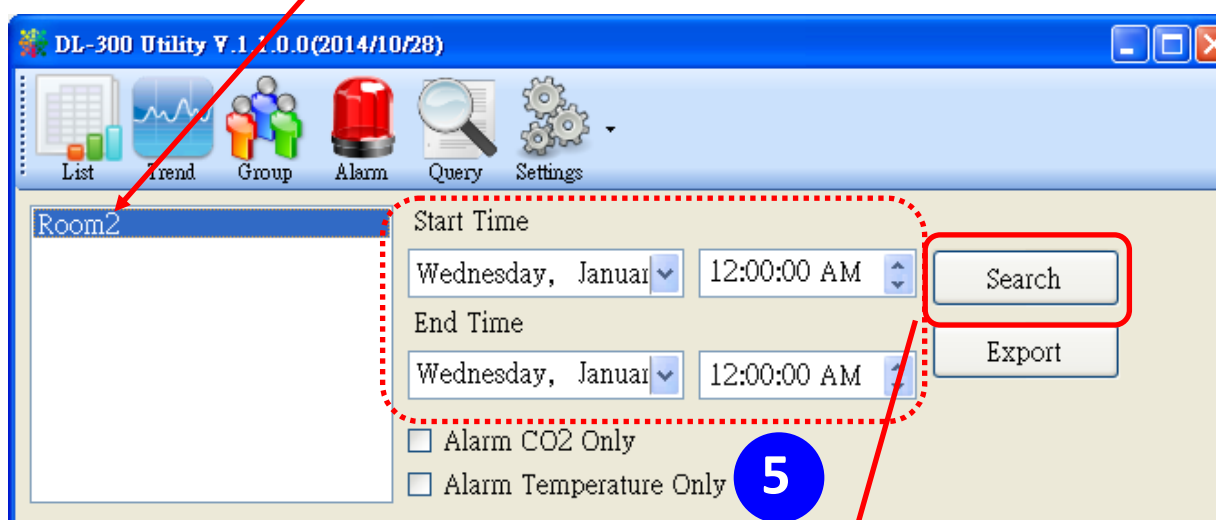 DL-300 Utility V.1.1.0.0(2014/10/28)
List Trend Group Alarm Query Settings
Room2
Start Time
Wednesday, Januar 12:00:00 AM
Search
End Time
Wednesday, Januar 12:00:00 AM
Export
Alarm CO2 Only
Alarm Temperature Only
5